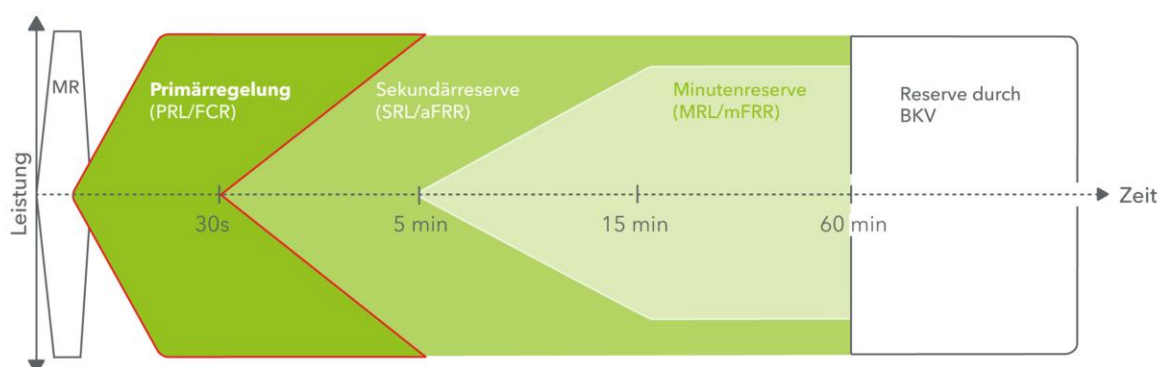 MR
Primärregelung
(PRL/FCR)
Sekundärreserve
(SRL/aFRR)
Minutenreserve
(MRL/mFRR)
Reserve durch
BKV
Leistung
Zeit
30s
5 min
15 min
60 min